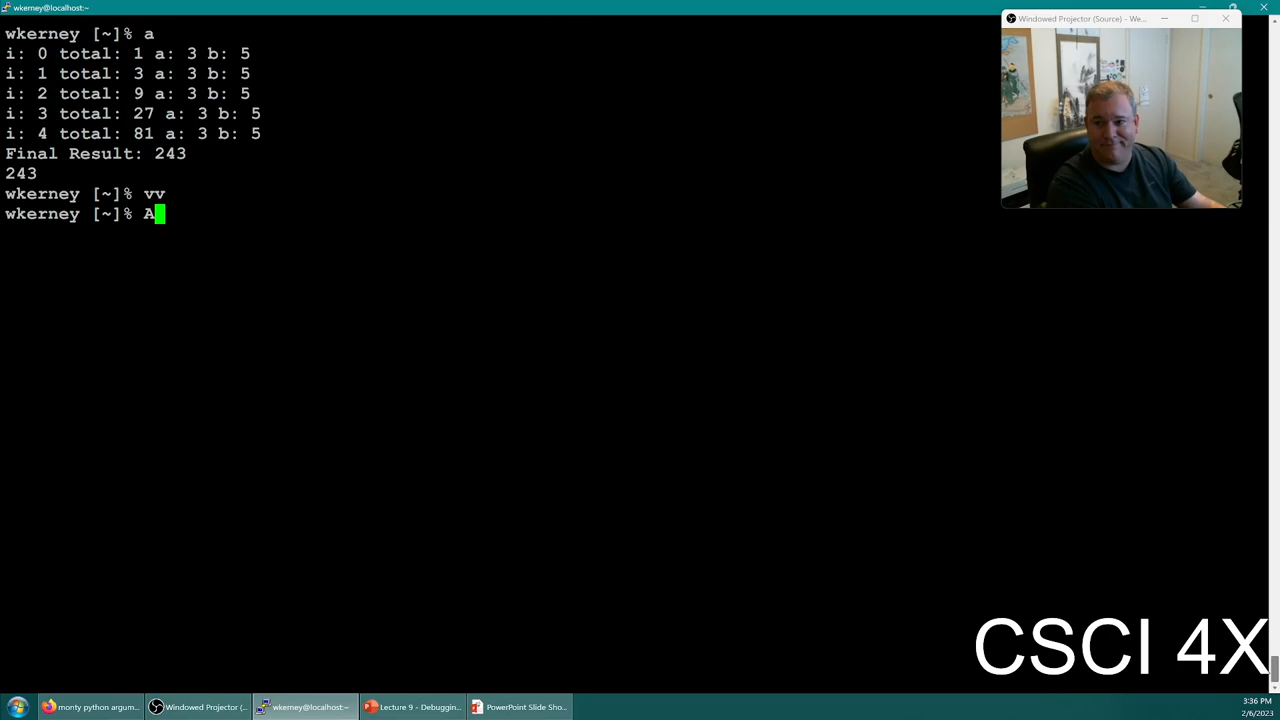 wkerney@localhost:~
Windowed Projector (Source) - We...
wkerney [~]% a
i: 0 total: 1 a: 3 b: 5
i: 1 total: 3 a: 3 b: 5
i: 2 total: 9 a: 3 b: 5
i: 3 total: 27 a: 3 b: 5
i: 4 total: 81 a: 3 b: 5
Final Result: 243
243
wkerney [~]% vv
wkerney [~]% A
CSCI 4X
monty python argum...
Windowed Projector (...
wkerney@localhost:~
Lecture 9 - Debuggin...
PowerPoint Slide Sho...
3:36 PM
2/6/2023